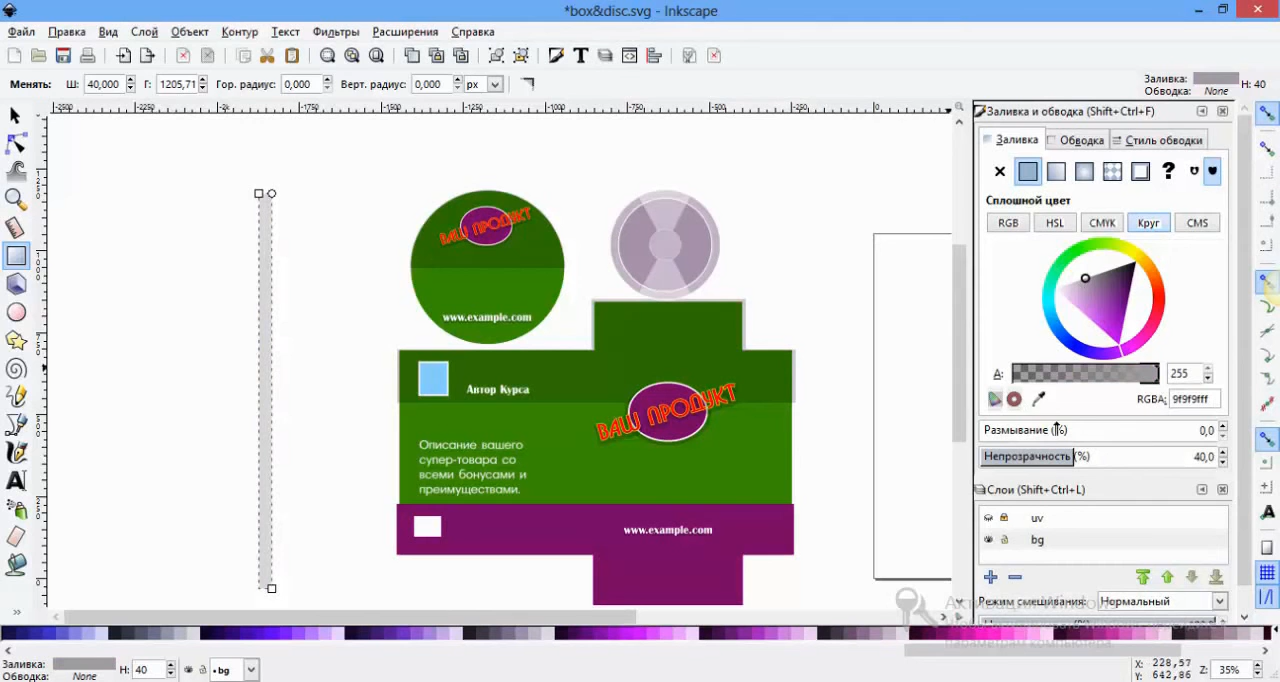 *box&disc.svg - Inkscape
Файл Правка Вид Слой Объект Контур Текст Фильтры Расширения Справка
Менять: Ш: 40,000 Г: 1205,71 Гор. радиус: 0,000 Верт. радиус: 0,000 px
Заливка:
Обводка: None
Н: 40
Заливка и обводка (Shift+Ctrl+F)
Заливка Обводка Стиль обводки
Сплошной цвет
RGB HSL CMYK Круг CMS
A: 255
RGBA: 9f9f9fff
Размывание (%) 0,0
Непрозрачность (%) 40,0
Слои (Shift+Ctrl+L)
uv
bg
Режим смешивания: Нормальный
Активация Windows
параметрам компьютера.
ВАШ ПРОДУКТ
www.example.com
Автор Курса
ВАШ ПРОДУКТ
Описание вашего
супер-товара со
всеми бонусами и
преимуществами.
www.example.com
Заливка:
Обводка: None
Н: 40
•bg
X: 228,57
Y: 642,86
Z: 35%